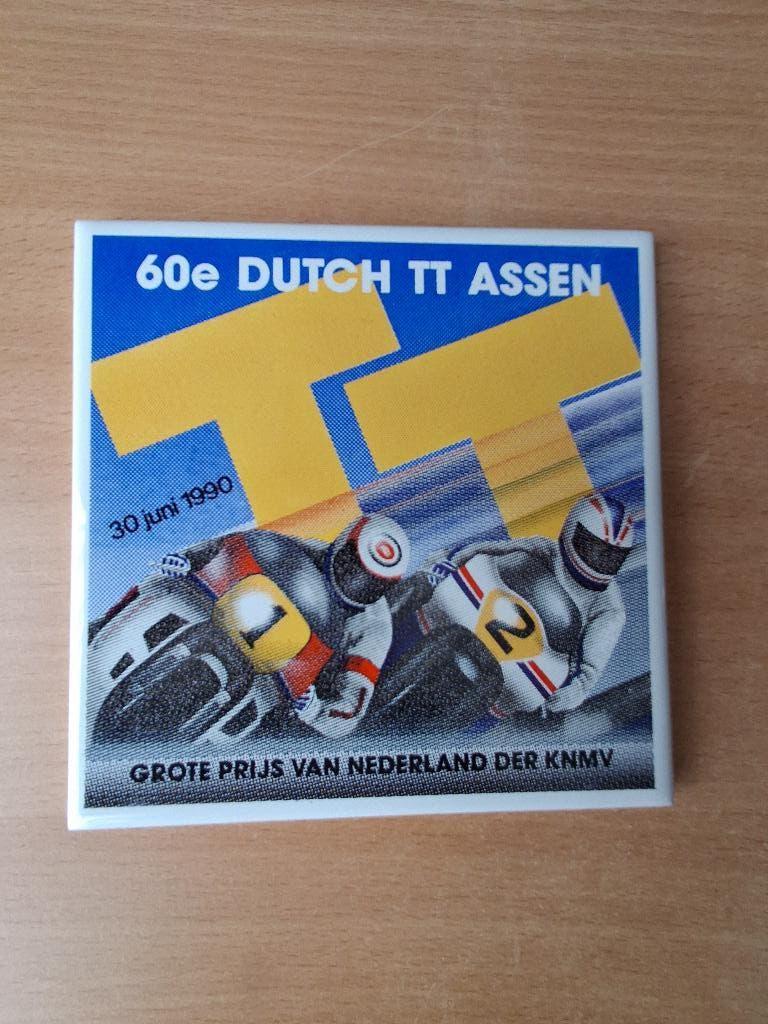 60e DUTCH TT ASSEN
TT
30 juni 1990
1
2
GROTE PRIJS VAN NEDERLAND DER KNMV